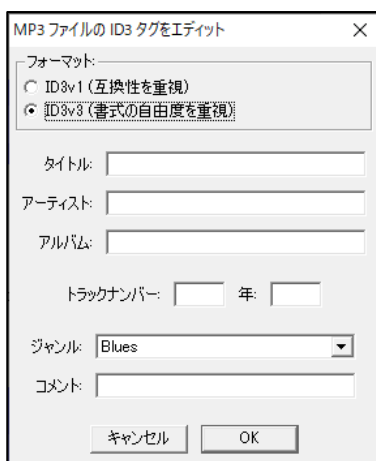 MP3 ファイルの ID3 タグをエディット
フォーマット:
ID3v1 (互換性を重視)
ID3v3 (書式の自由度を重視)
タイトル:
アーティスト:
アルバム:
トラックナンバー: 年:
ジャンル: Blues
コメント:
キャンセル OK